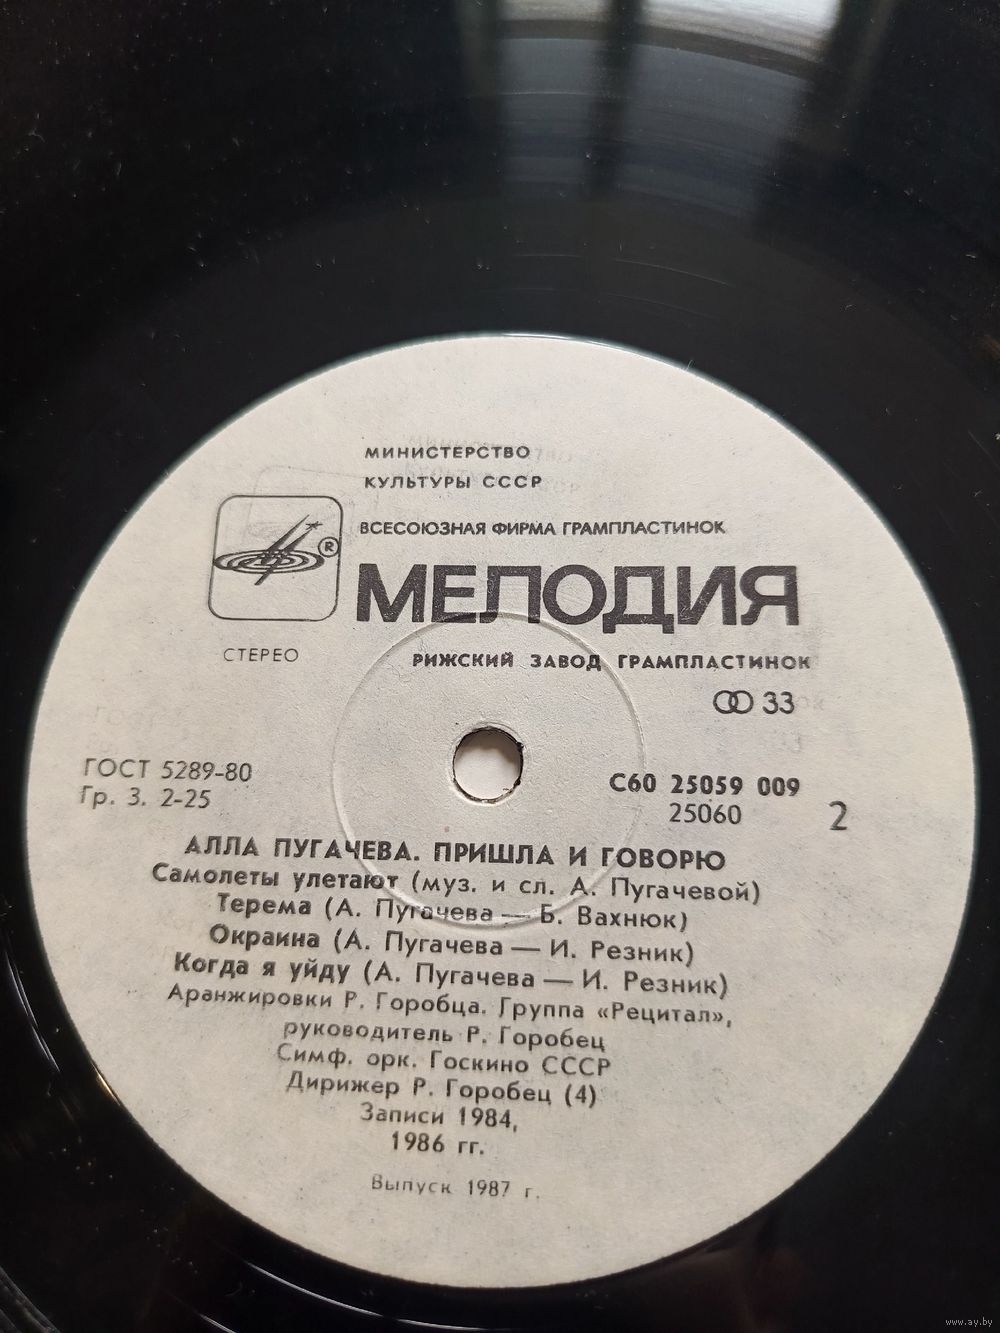 МИНИСТЕРСТВО
КУЛЬТУРЫ СССР
ВСЕСОЮЗНАЯ ФИРМА ГРАМПЛАСТИНОК
®
МЕЛОДИЯ
СТЕРЕО
РИЖСКИЙ ЗАВОД ГРАМПЛАСТИНОК
33
ГОСТ 5289-80
Гр. 3. 2-25
С60 25059 009
25060
2
АЛЛА ПУГАЧЕВА. ПРИШЛА И ГОВОРЮ
Самолеты улетают (муз. и сл. А. Пугачевой)
Терема (А. Пугачева — Б. Вахнюк)
Окраина (А. Пугачева — И. Резник)
Когда я уйду (А. Пугачева — И. Резник)
Аранжировки Р. Горобца. Группа «Рецитал»,
руководитель Р. Горобец
Симф. орк. Госкино СССР
Дирижер Р. Горобец (4)
Записи 1984,
1986 гг.
Выпуск 1987 г.
www.ay.by